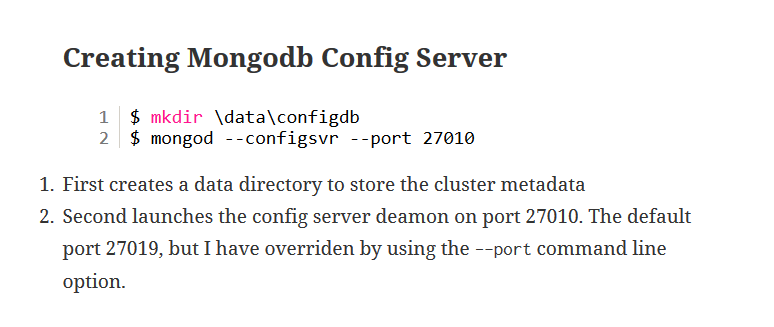 Creating Mongodb Config Server
1 $ mkdir \data\configdb
2 $ mongod --configsvr --port 27010
1. First creates a data directory to store the cluster metadata
2. Second launches the config server deamon on port 27010. The default
port 27019, but I have overriden by using the --port command line
option.